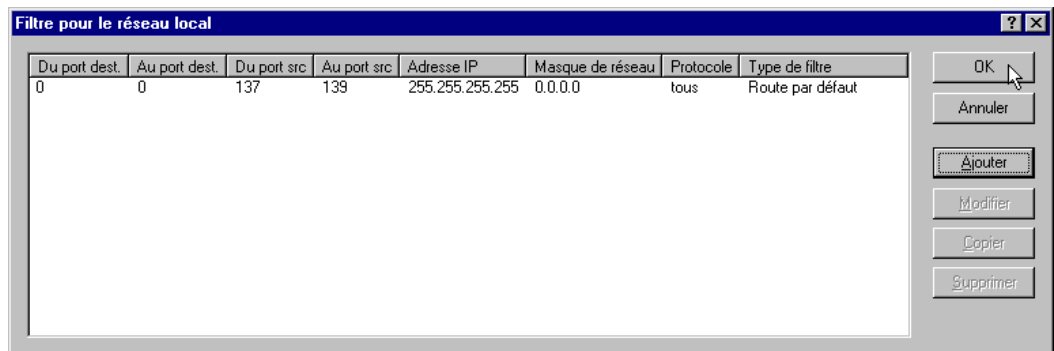 Filtre pour le réseau local
Du port dest. Au port dest. Du port src Au port src Adresse IP Masque de réseau Protocole Type de filtre
0 0 137 139 255.255.255.255 0.0.0.0 tous Route par défaut
OK
Annuler
Ajouter
Modifier
Copier
Supprimer